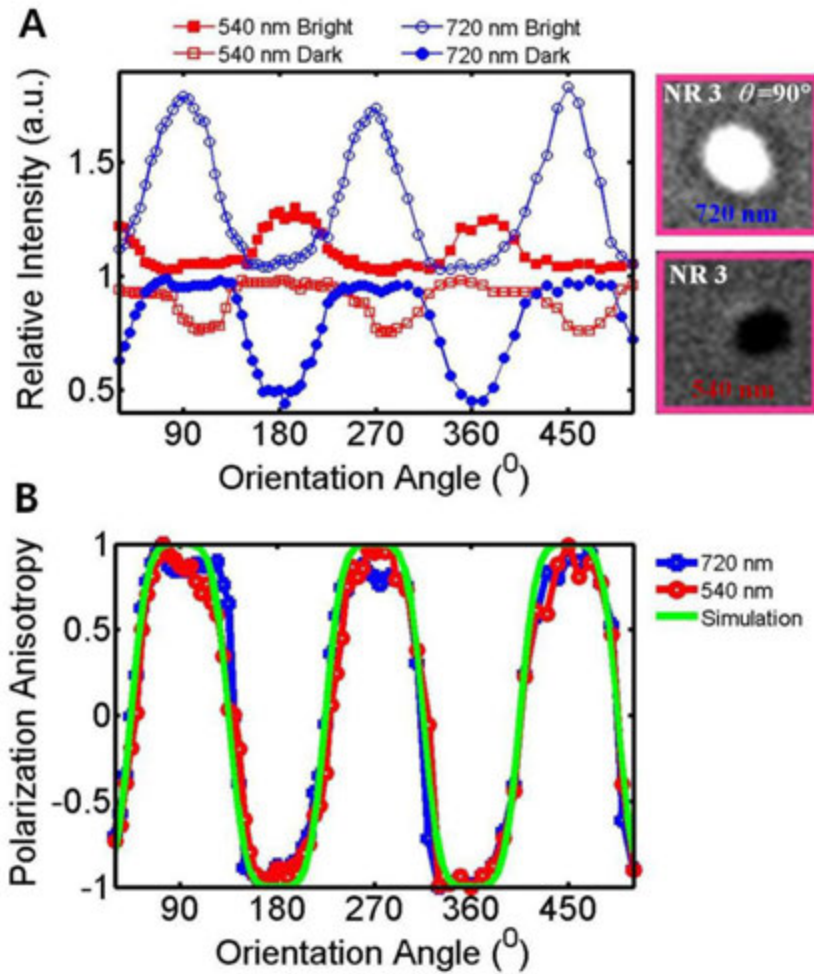 A
540 nm Bright 720 nm Bright
540 nm Dark 720 nm Dark
Relative Intensity (a.u.)
1.5
1
0.5
90 180 270 360 450
Orientation Angle (⁰)
NR 3 θ=90°
720 nm
NR 3
540 nm
B
Polarization Anisotropy
1
0.5
0
-0.5
-1
90 180 270 360 450
Orientation Angle (⁰)
720 nm
540 nm
Simulation